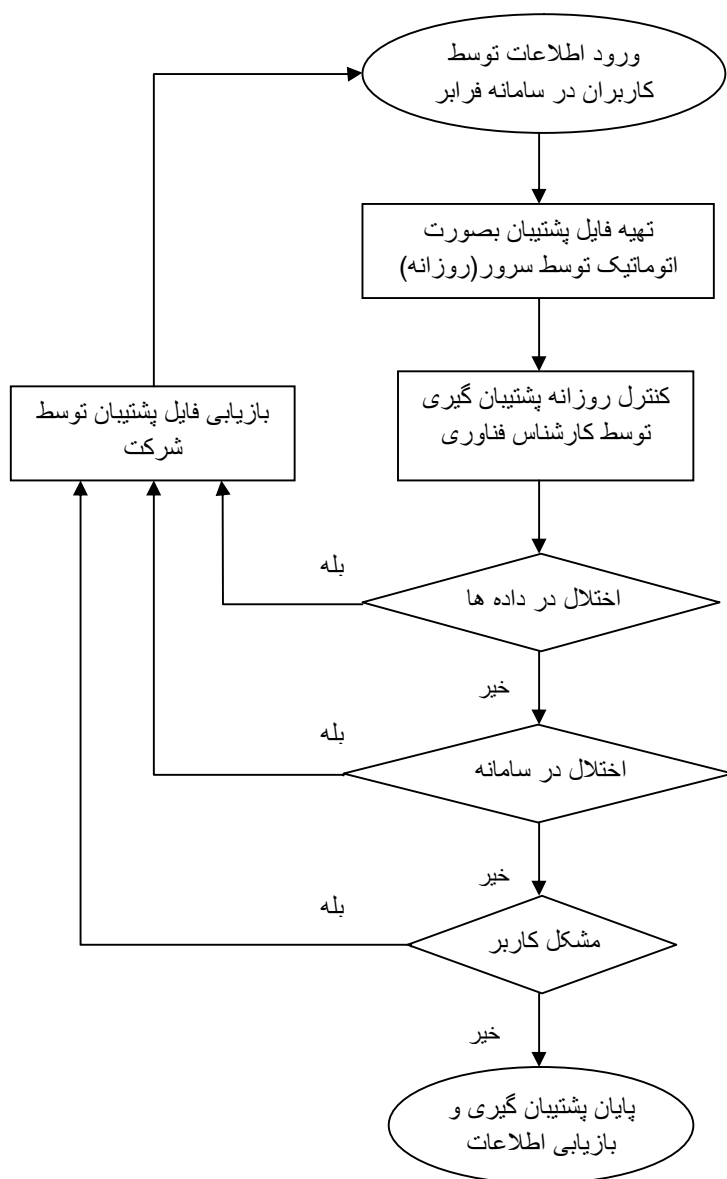 ورود اطلاعات توسط
کاربران در سامانه فرابر
تهیه فایل پشتیبان بصورت
اتوماتیک توسط سرور(روزانه)
کنترل روزانه پشتیبان گیری
توسط کارشناس فناوری
بازیابی فایل پشتیبان توسط
شرکت
اختلال در داده ها
بله
خیر
اختلال در سامانه
بله
خیر
مشکل کاربر
بله
خیر
پایان پشتیبان گیری و
بازیابی اطلاعات